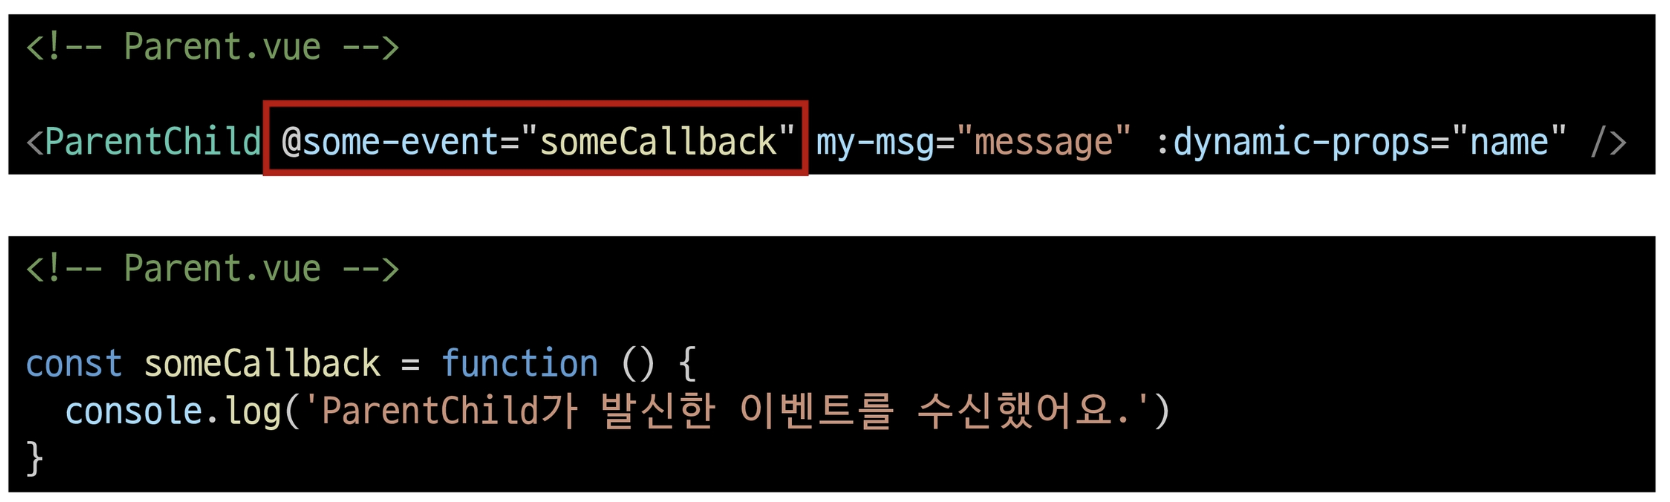 <!-- Parent.vue -->
<ParentChild @some-event="someCallback" my-msg="message" :dynamic-props="name" />
<!-- Parent.vue -->
const someCallback = function () {
  console.log('ParentChild가 발신한 이벤트를 수신했어요.')
}